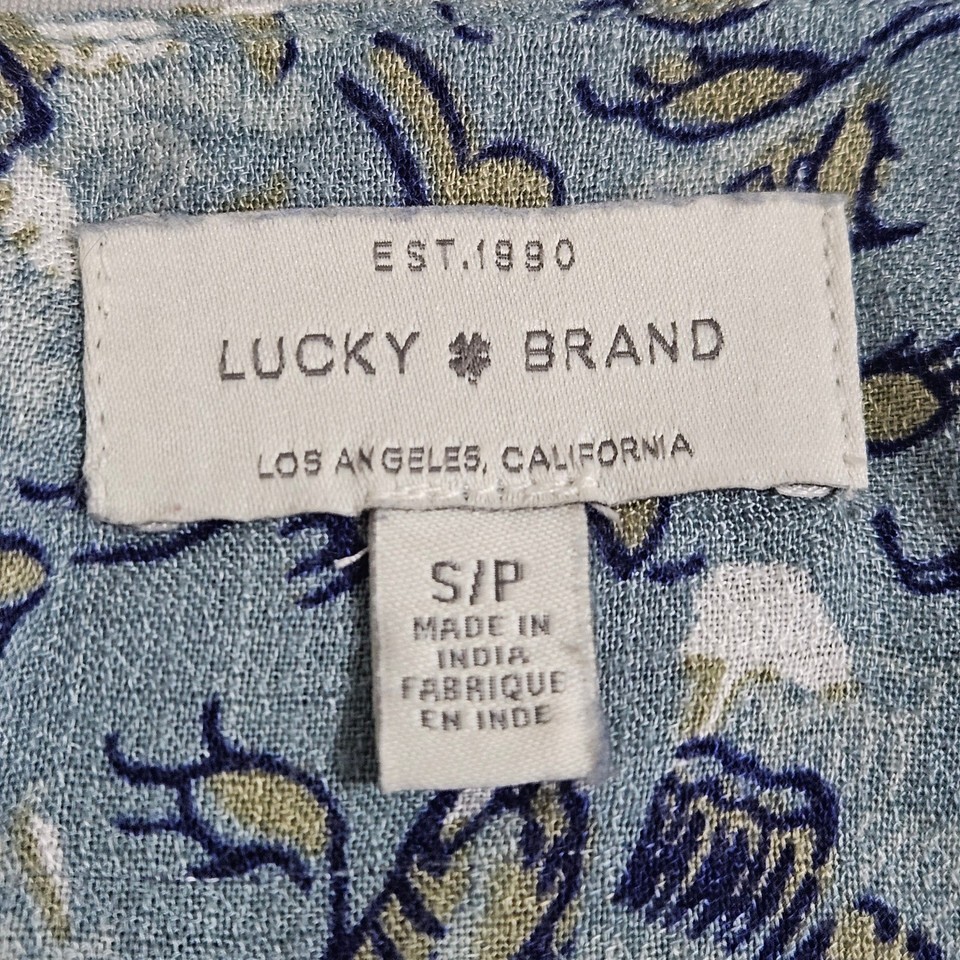 EST.1990
LUCKY BRAND
LOS ANGELES, CALIFORNIA
S/P
MADE IN
INDIA
FABRIQUE
EN INDE